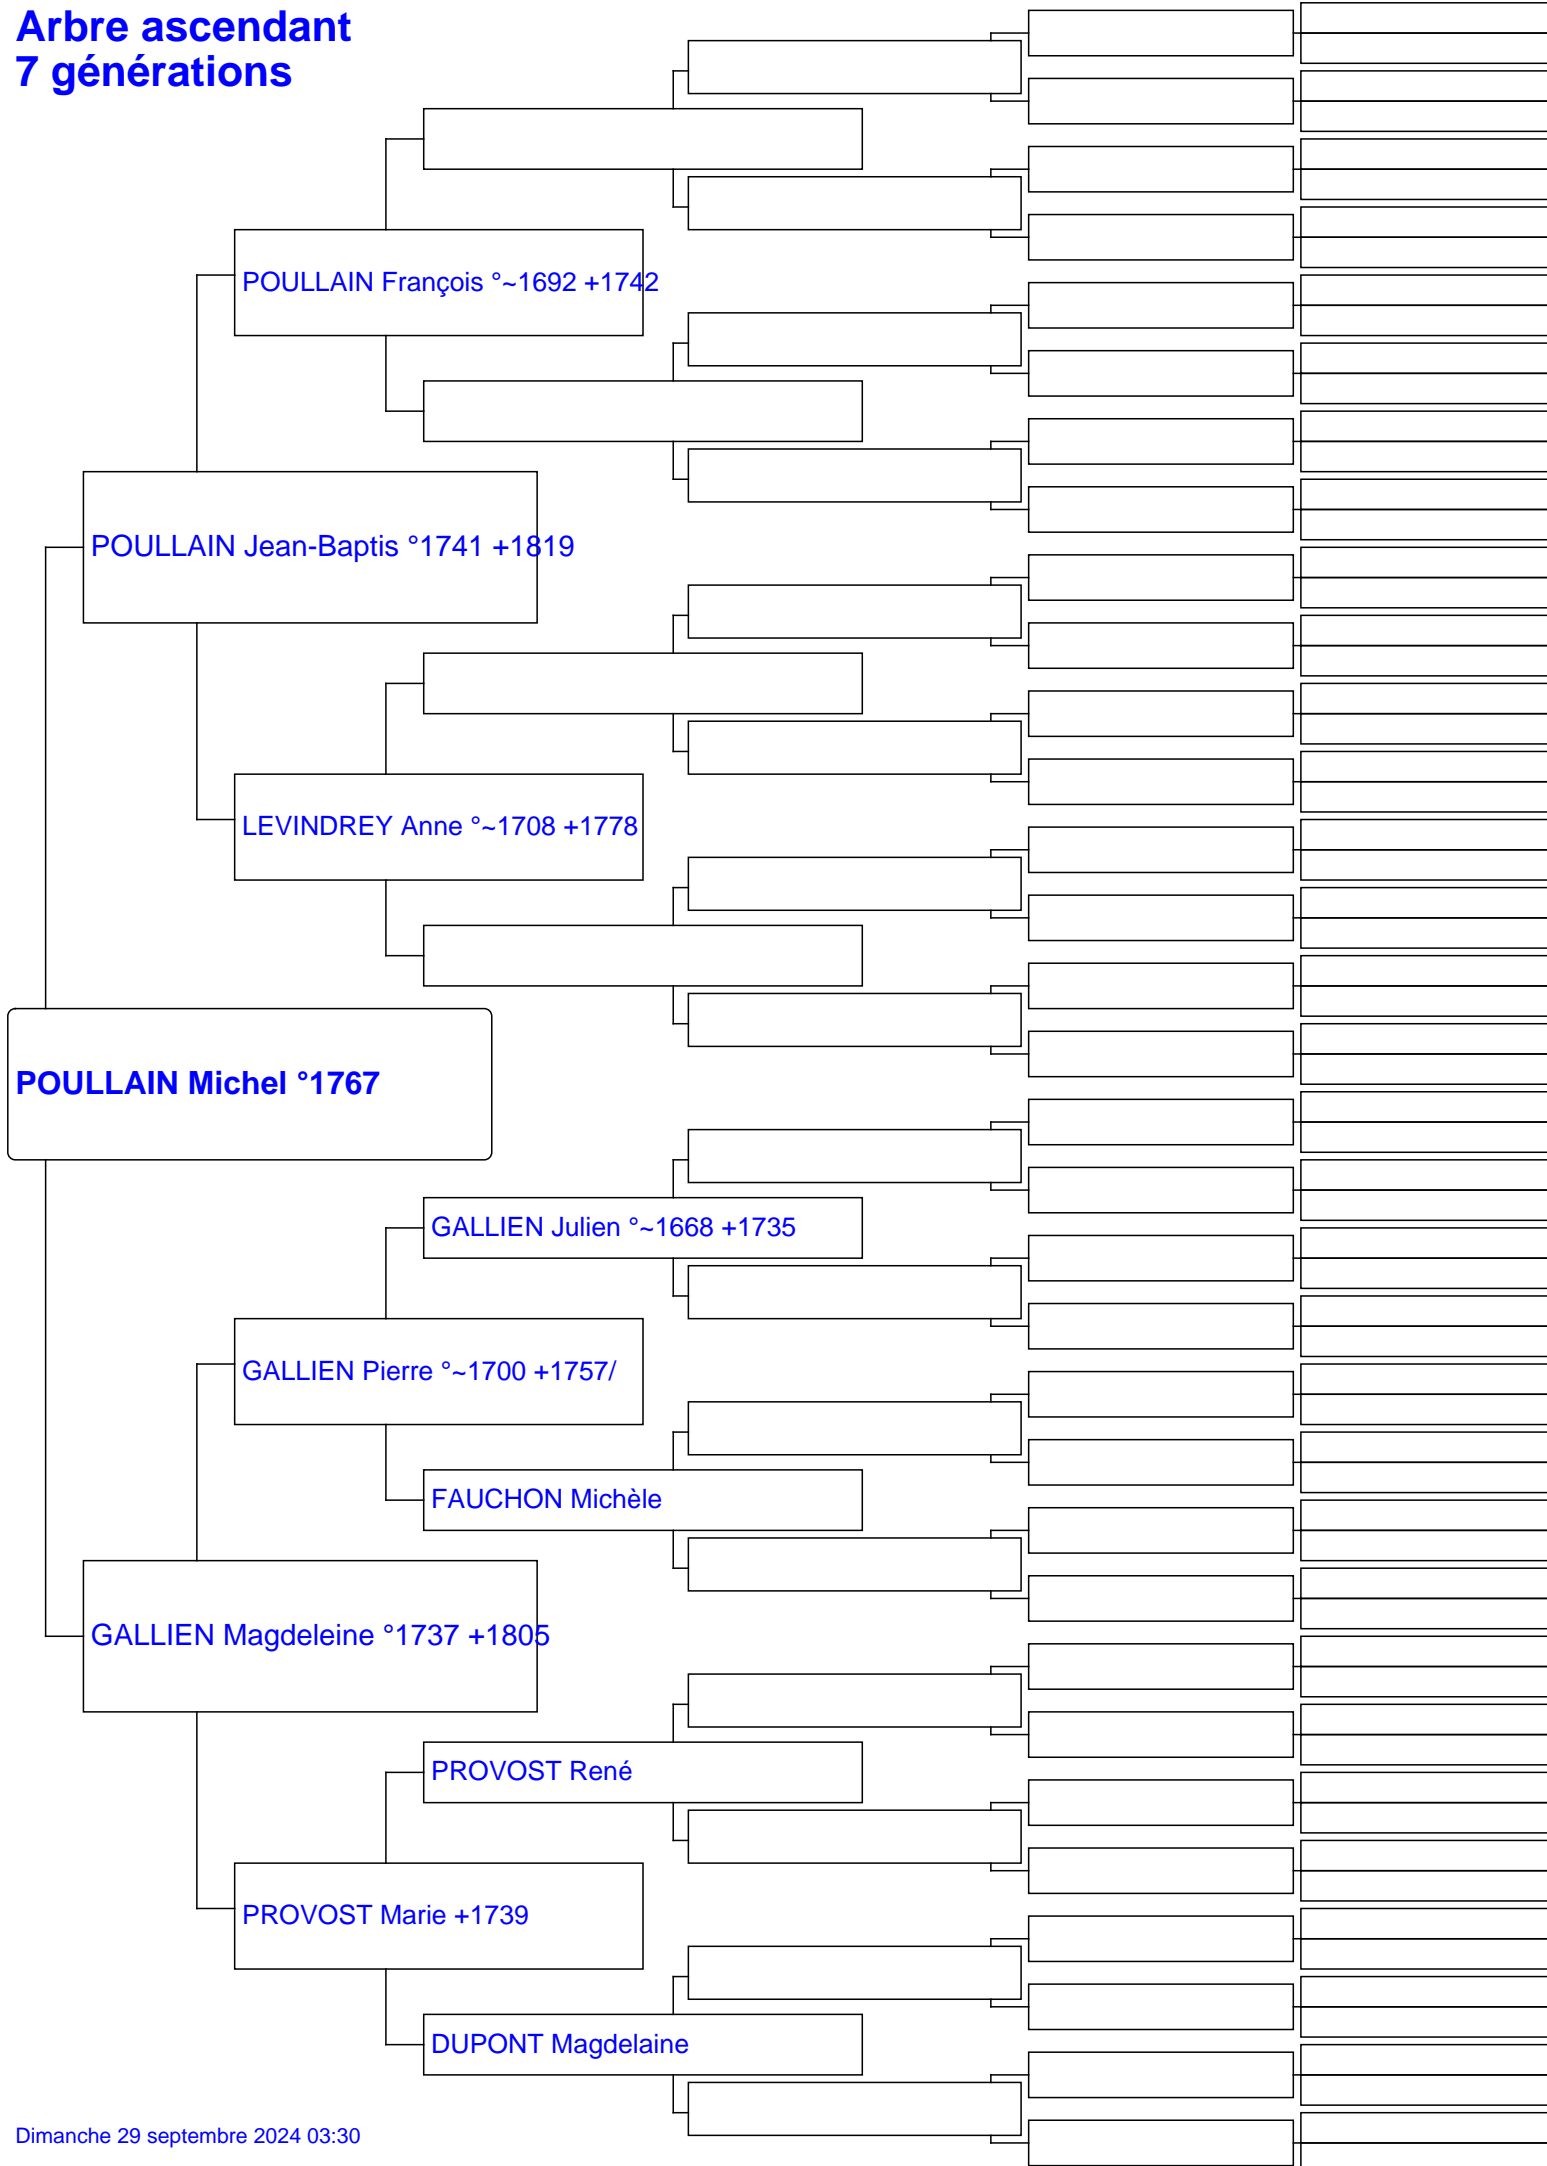 Arbre ascendant
7 générations
POULLAIN François °~1692 +1742
POULLAIN Jean-Baptis °1741 +1819
LEVINDREY Anne °~1708 +1778
POULLAIN Michel °1767
GALLIEN Julien °~1668 +1735
GALLIEN Pierre °~1700 +1757/
FAUCHON Michèle
GALLIEN Magdeleine °1737 +1805
PROVOST René
PROVOST Marie +1739
DUPONT Magdelaine
Dimanche 29 septembre 2024 03:30